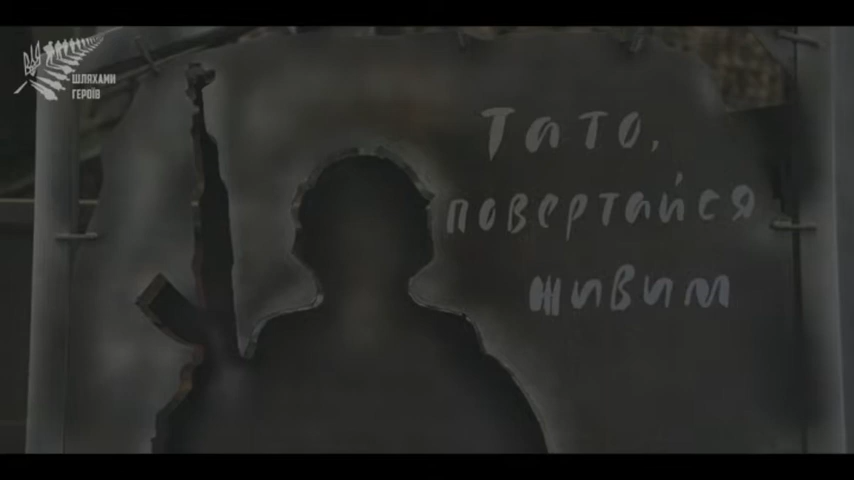 ШЛЯХАМИ
ГЕРОЇВ
Тато,
повертайся
живим